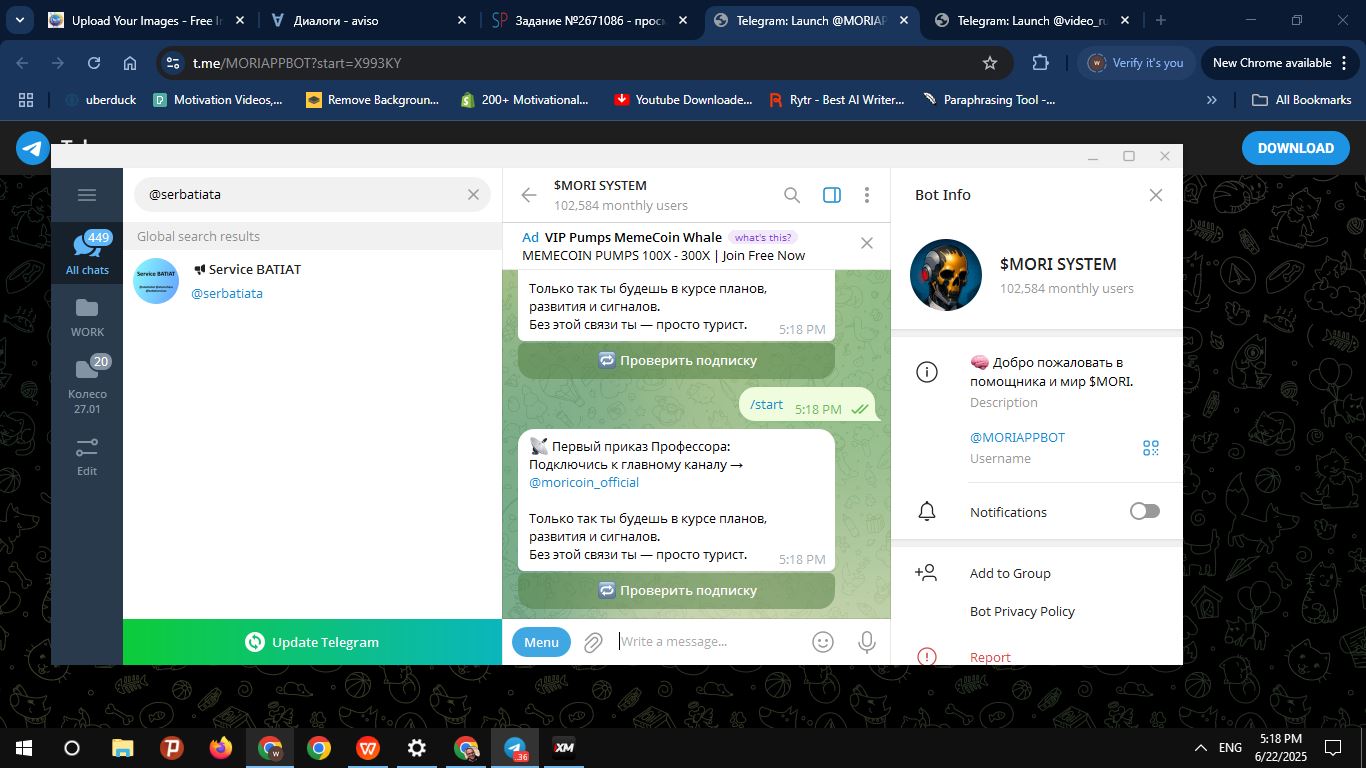 Upload Your Images - Free In
Диалоги - aviso
Задание №2671086 - просм
Telegram: Launch @MORIAP
Telegram: Launch @video_ru
t.me/MORIAPPBOT?start=X993KY
Verify it's you
New Chrome available
uberduck
Motivation Videos,...
Remove Backgroun...
200+ Motivational...
Youtube Downloade...
Rytr - Best AI Writer...
Paraphrasing Tool -...
All Bookmarks
DOWNLOAD
@serbatiata
449
All chats
WORK
20
Колесо
27.01
Edit
Global search results
Service BATIAT
@serbatiata
Update Telegram
$MORI SYSTEM
102,584 monthly users
Ad VIP Pumps MemeCoin Whale what's this?
MEMECOIN PUMPS 100X - 300X | Join Free Now
Только так ты будешь в курсе планов,
развития и сигналов.
Без этой связи ты — просто турист. 5:18 PM
Проверить подписку
/start 5:18 PM
Первый приказ Профессора:
Подключись к главному каналу →
@moricoin_official
Только так ты будешь в курсе планов,
развития и сигналов.
Без этой связи ты — просто турист. 5:18 PM
Проверить подписку
Menu
Write a message...
Bot Info
$MORI SYSTEM
102,584 monthly users
Добро пожаловать в
помощника и мир $MORI.
Description
@MORIAPPBOT
Username
Notifications
Add to Group
Bot Privacy Policy
Report
ENG
5:18 PM
6/22/2025